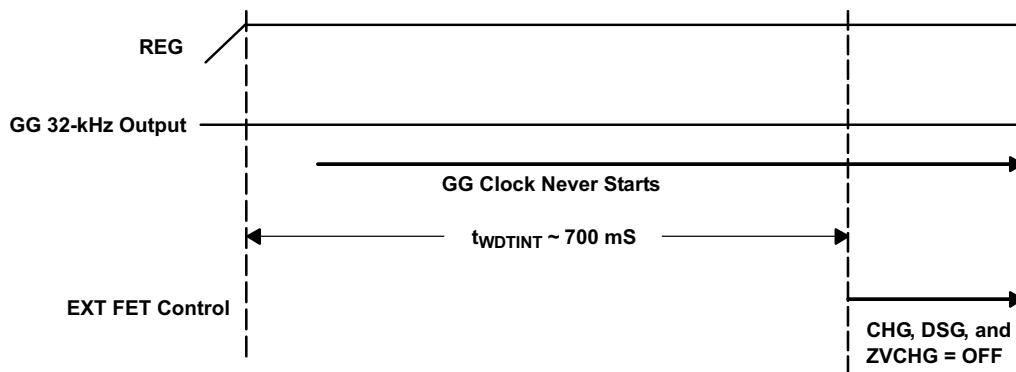 REG
GG 32-kHz Output
GG Clock Never Starts
tWDTINT ~ 700 mS
EXT FET Control
CHG, DSG, and
ZVCHG = OFF